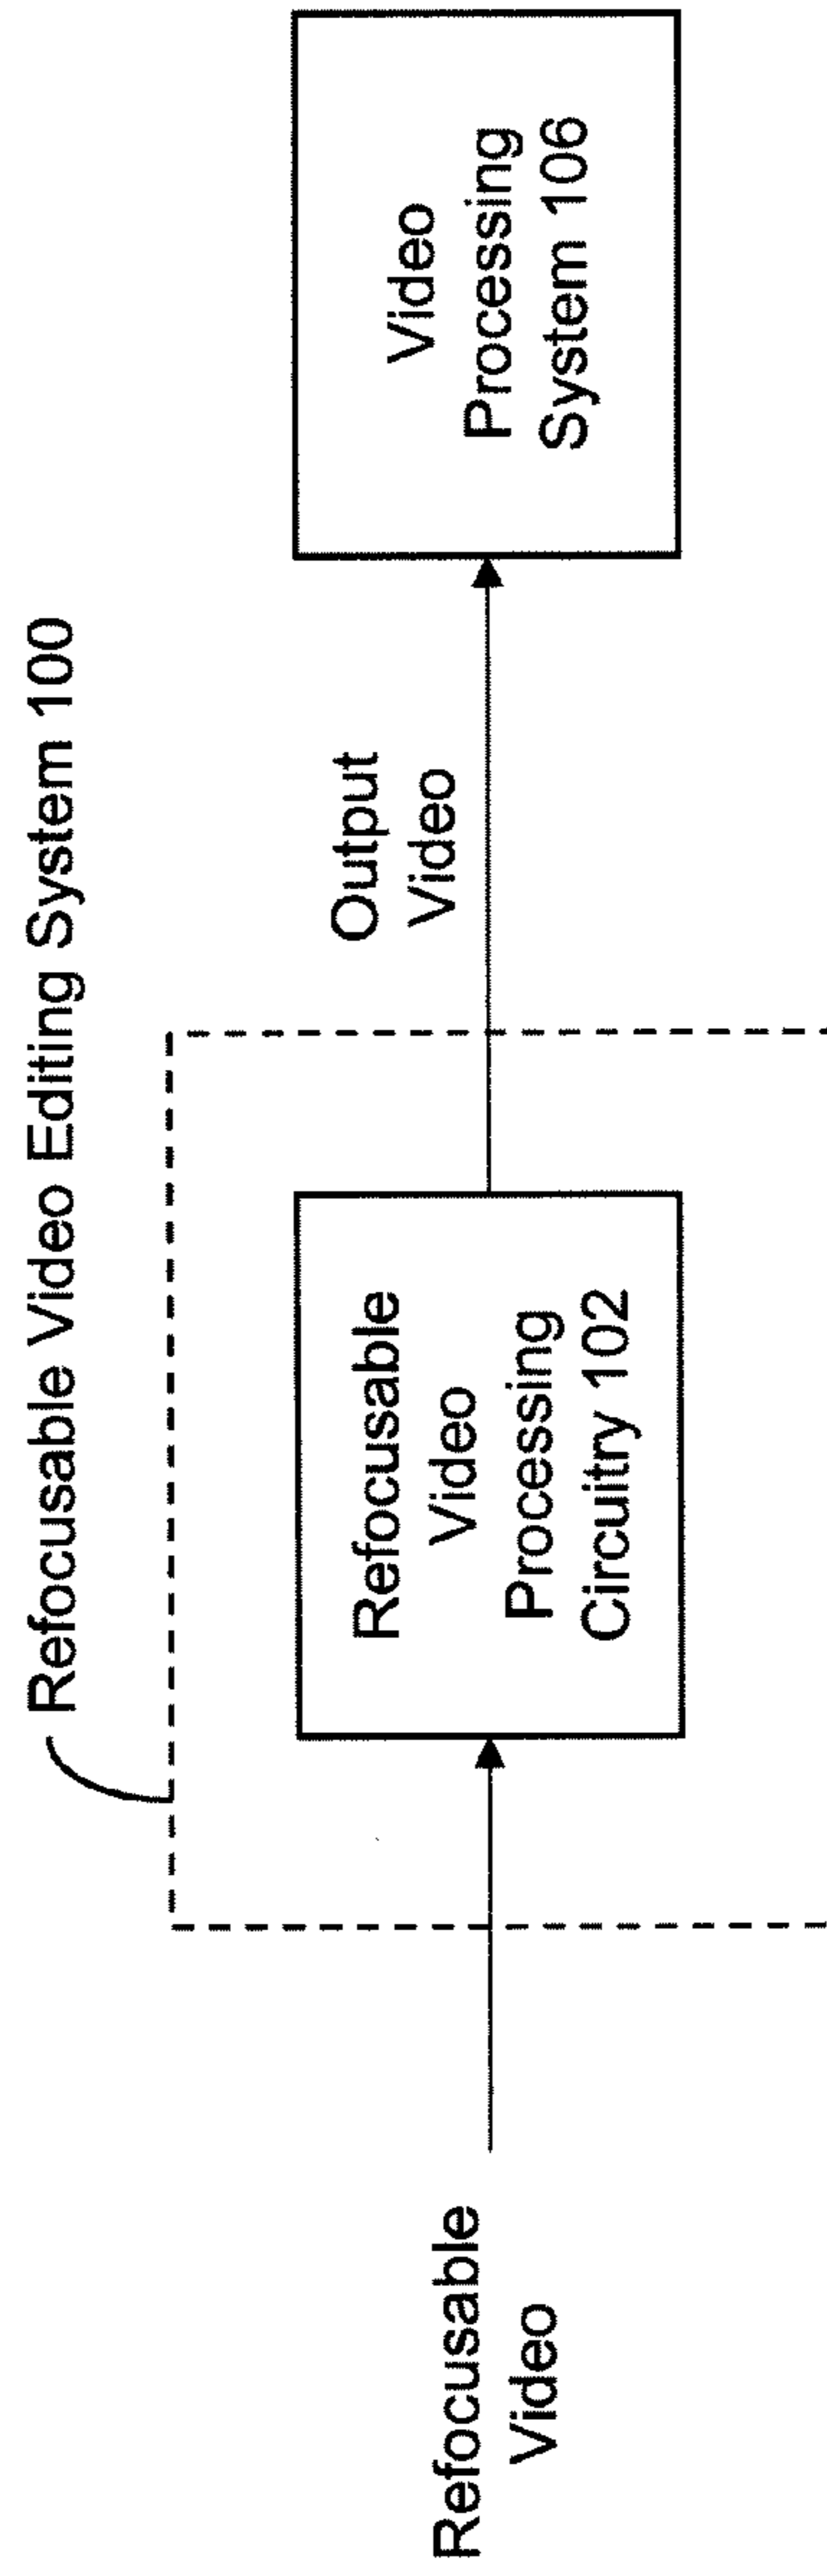 Refocusable Video Editing System 100
Refocusable
Video
Refocusable
Video
Processing
Circuitry 102
Output
Video
Video
Processing
System 106